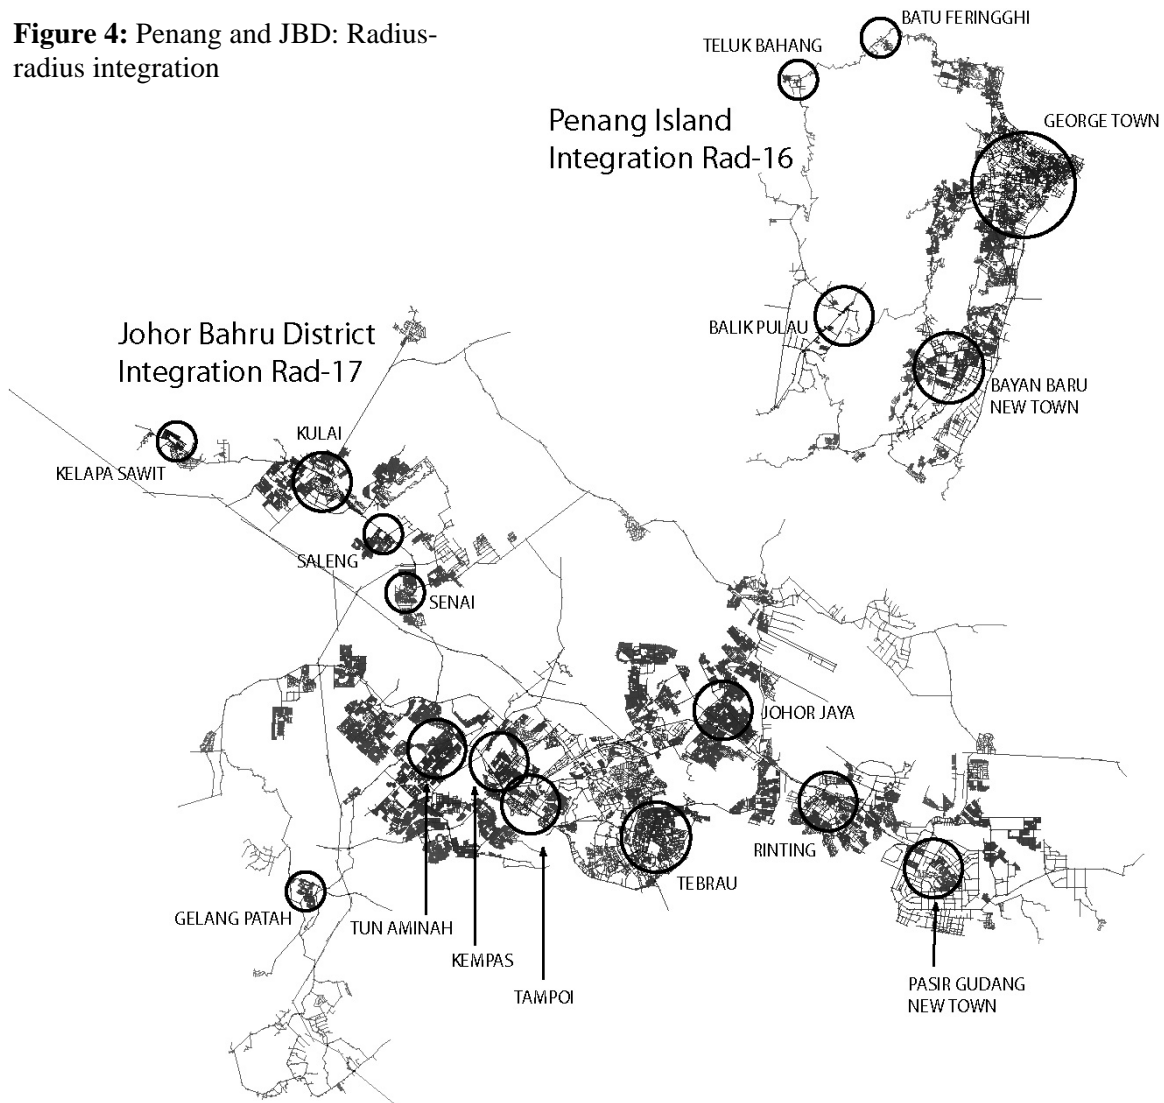 Figure 4: Penang and JBD: Radius-
radius integration
BATU FERINGGHI
TELUK BAHANG
GEORGE TOWN
Penang Island
Integration Rad-16
BALIK PULAU
BAYAN BARU
NEW TOWN
Johor Bahru District
Integration Rad-17
KULAI
KELAPA SAWIT
SALENG
SENAI
JOHOR JAYA
RINTING
TEBRAU
GELANG PATAH
TUN AMINAH
KEMPAS
TAMPOI
PASIR GUDANG
NEW TOWN